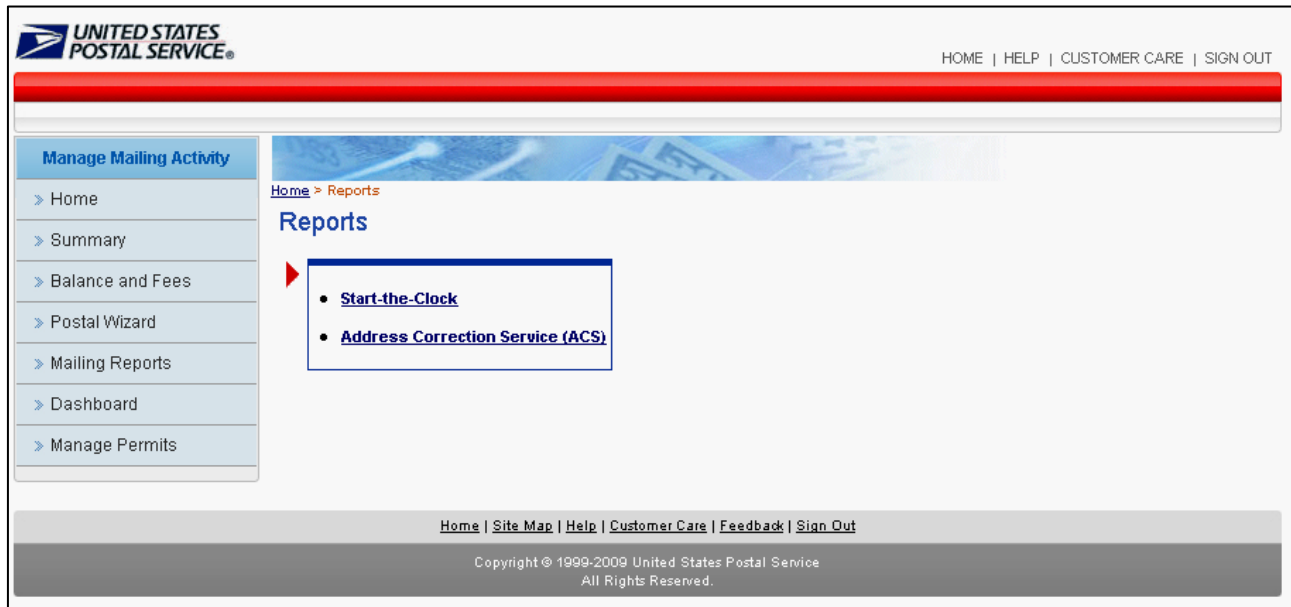 UNITED STATES
POSTAL SERVICE®
HOME | HELP | CUSTOMER CARE | SIGN OUT
Manage Mailing Activity
» Home
» Summary
» Balance and Fees
» Postal Wizard
» Mailing Reports
» Dashboard
» Manage Permits
Home > Reports
Reports
• Start-the-Clock
• Address Correction Service (ACS)
Home | Site Map | Help | Customer Care | Feedback | Sign Out
Copyright © 1999-2009 United States Postal Service
All Rights Reserved.